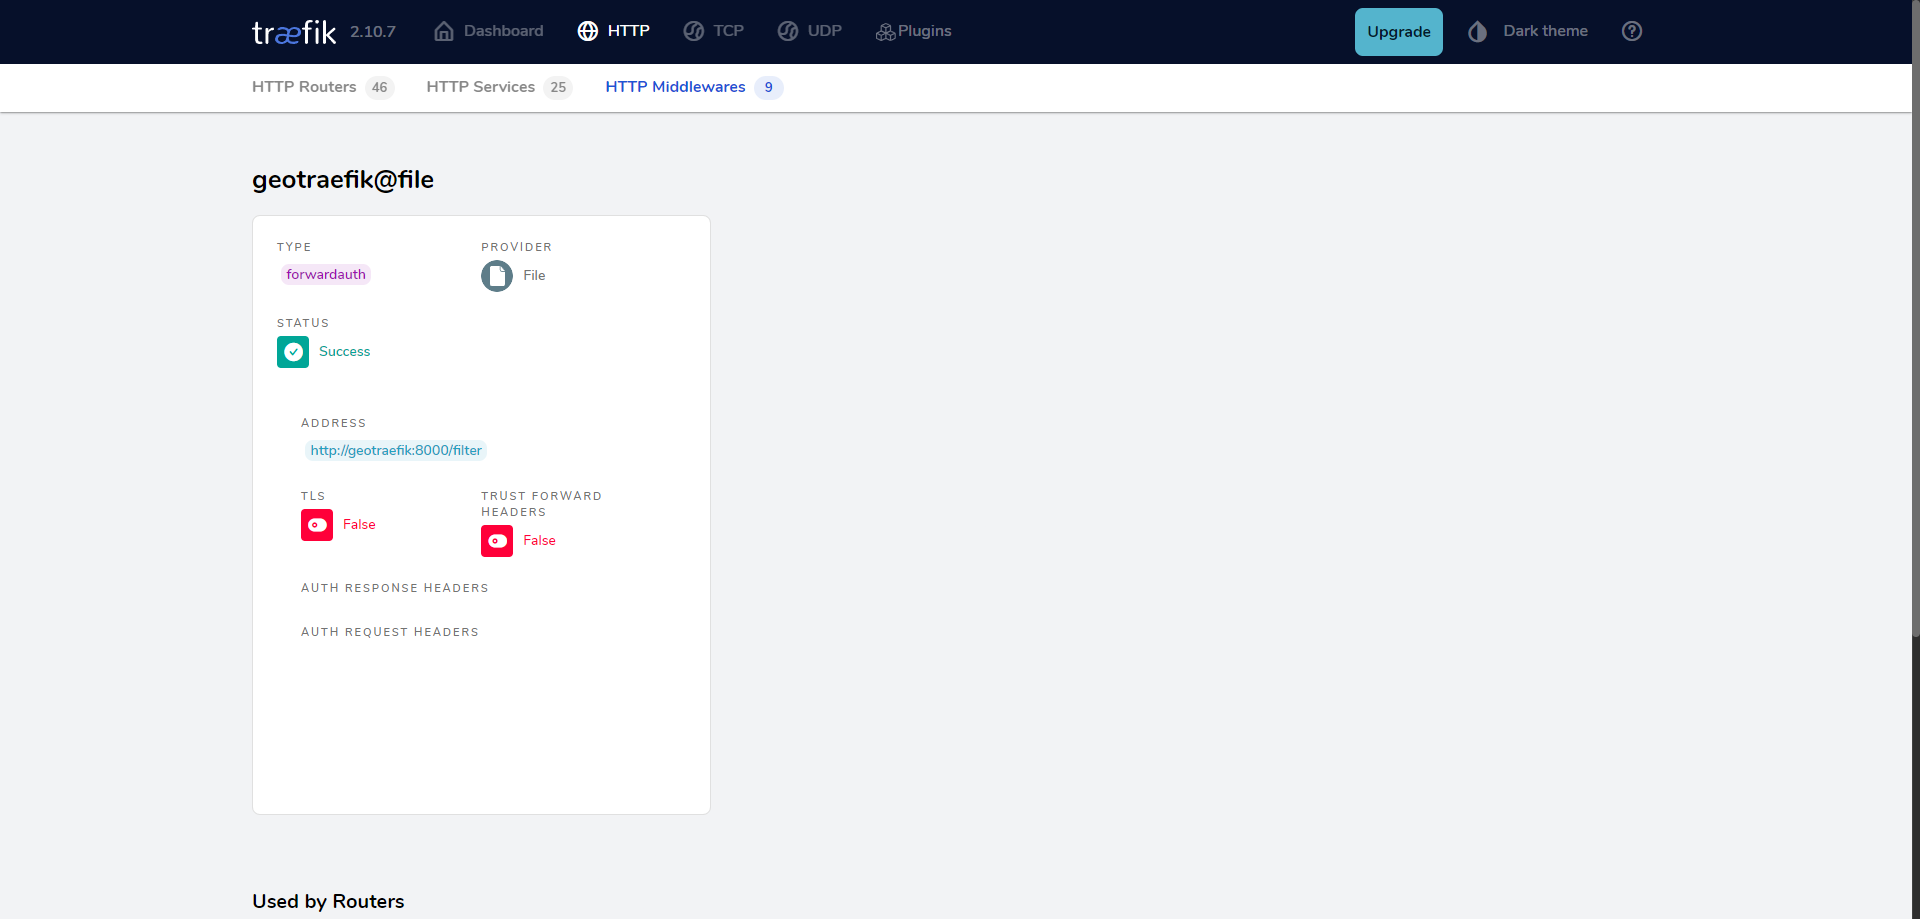 træfik 2.10.7 Dashboard HTTP TCP UDP Plugins Upgrade Dark theme
HTTP Routers 46 HTTP Services 25 HTTP Middlewares 9
geotraefik@file
TYPE PROVIDER
forwardauth File
STATUS
Success
ADDRESS
http://geotraefik:8000/filter
TLS TRUST FORWARD
HEADERS
False
False
AUTH RESPONSE HEADERS
AUTH REQUEST HEADERS
Used by Routers